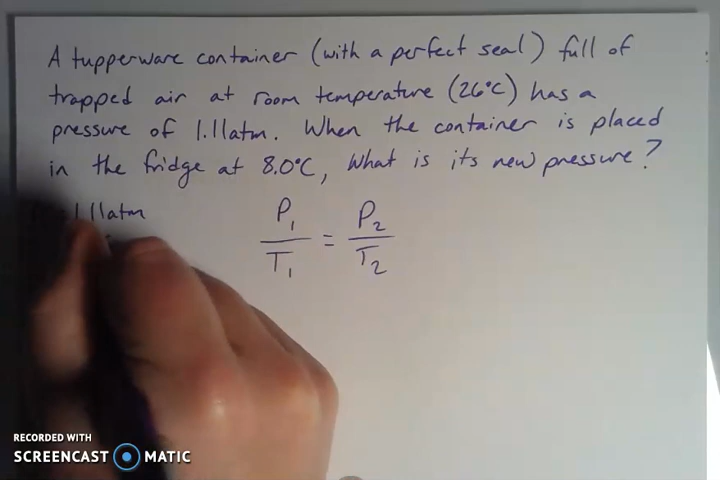 A tupperware container (with a perfect seal) full of
trapped air at room temperature (26°C) has a
pressure of 1.11atm. When the container is placed
in the fridge at 8.0°C, What is its new pressure?
P1/T1 = P2/T2
RECORDED WITH
SCREENCAST MATIC